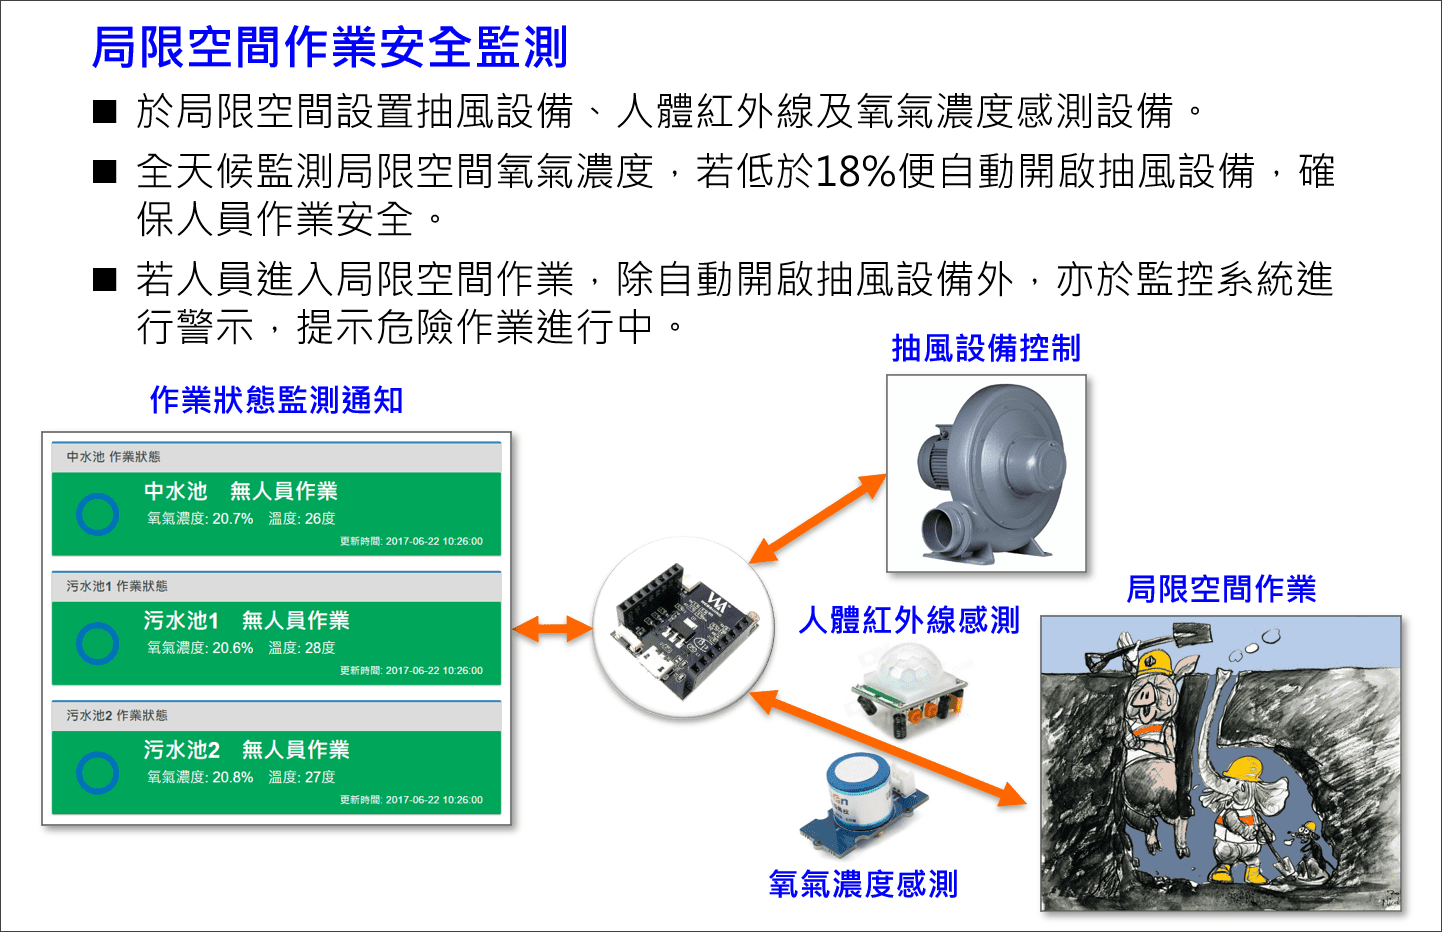 局限空間作業安全監測
■ 於局限空間設置抽風設備、人體紅外線及氧氣濃度感測設備。
■ 全天候監測局限空間氧氣濃度，若低於18%便自動開啟抽風設備，確
保人員作業安全。
■ 若人員進入局限空間作業，除自動開啟抽風設備外，亦於監控系統進
行警示，提示危險作業進行中。
抽風設備控制
作業狀態監測通知
中水池 作業狀態
中水池　無人員作業
氧氣濃度: 20.7%　溫度: 26度
更新時間: 2017-06-22 10:26:00
污水池1 作業狀態
污水池1　無人員作業
氧氣濃度: 20.6%　溫度: 28度
更新時間: 2017-06-22 10:26:00
污水池2 作業狀態
污水池2　無人員作業
氧氣濃度: 20.8%　溫度: 27度
更新時間: 2017-06-22 10:26:00
局限空間作業
人體紅外線感測
氧氣濃度感測